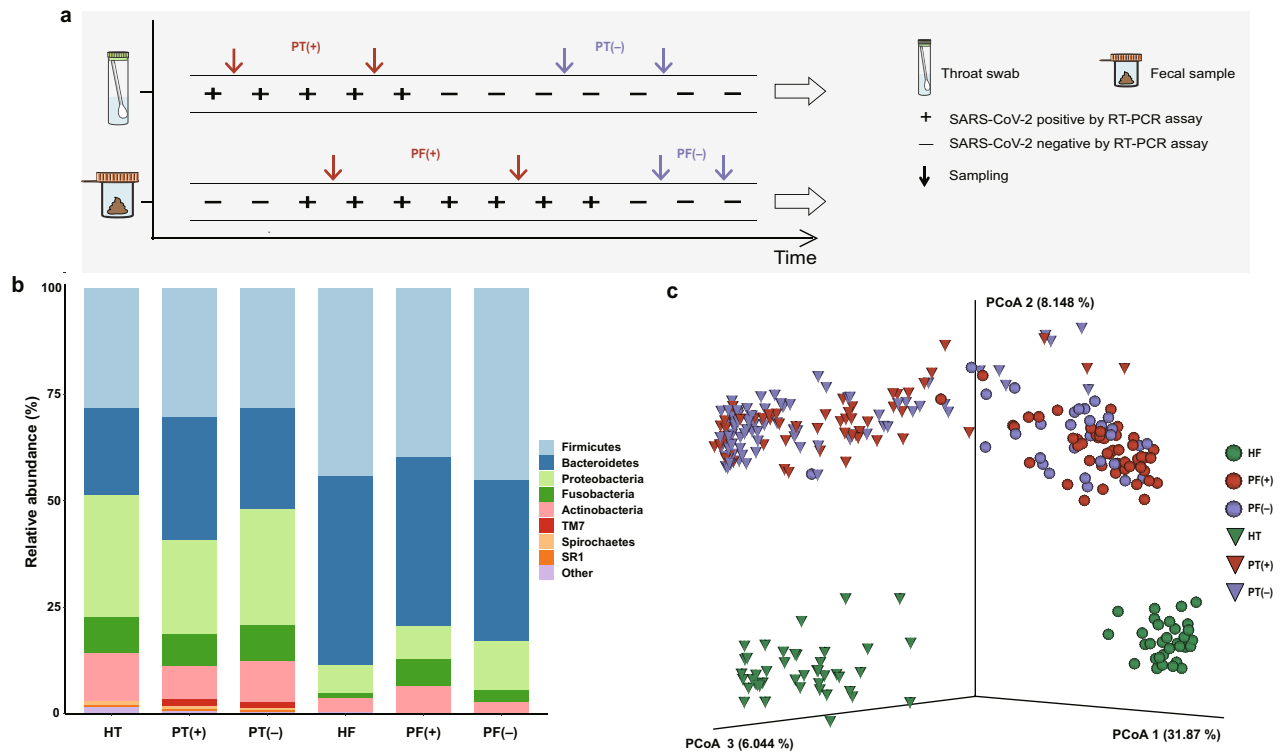 a
PT(+)
PT(–)
+ + + + + – – – – – – –
PF(+)
PF(–)
– – + + + + + + + – – –
Time
Throat swab
Fecal sample
+ SARS-CoV-2 positive by RT-PCR assay
– SARS-CoV-2 negative by RT-PCR assay
Sampling
b
Relative abundance (%)
100
75
50
25
0
HT
PT(+)
PT(–)
HF
PF(+)
PF(–)
Firmicutes
Bacteroidetes
Proteobacteria
Fusobacteria
Actinobacteria
TM7
Spirochaetes
SR1
Other
c
PCoA 2 (8.148 %)
PCoA 3 (6.044 %)
PCoA 1 (31.87 %)
HF
PF(+)
PF(–)
HT
PT(+)
PT(–)